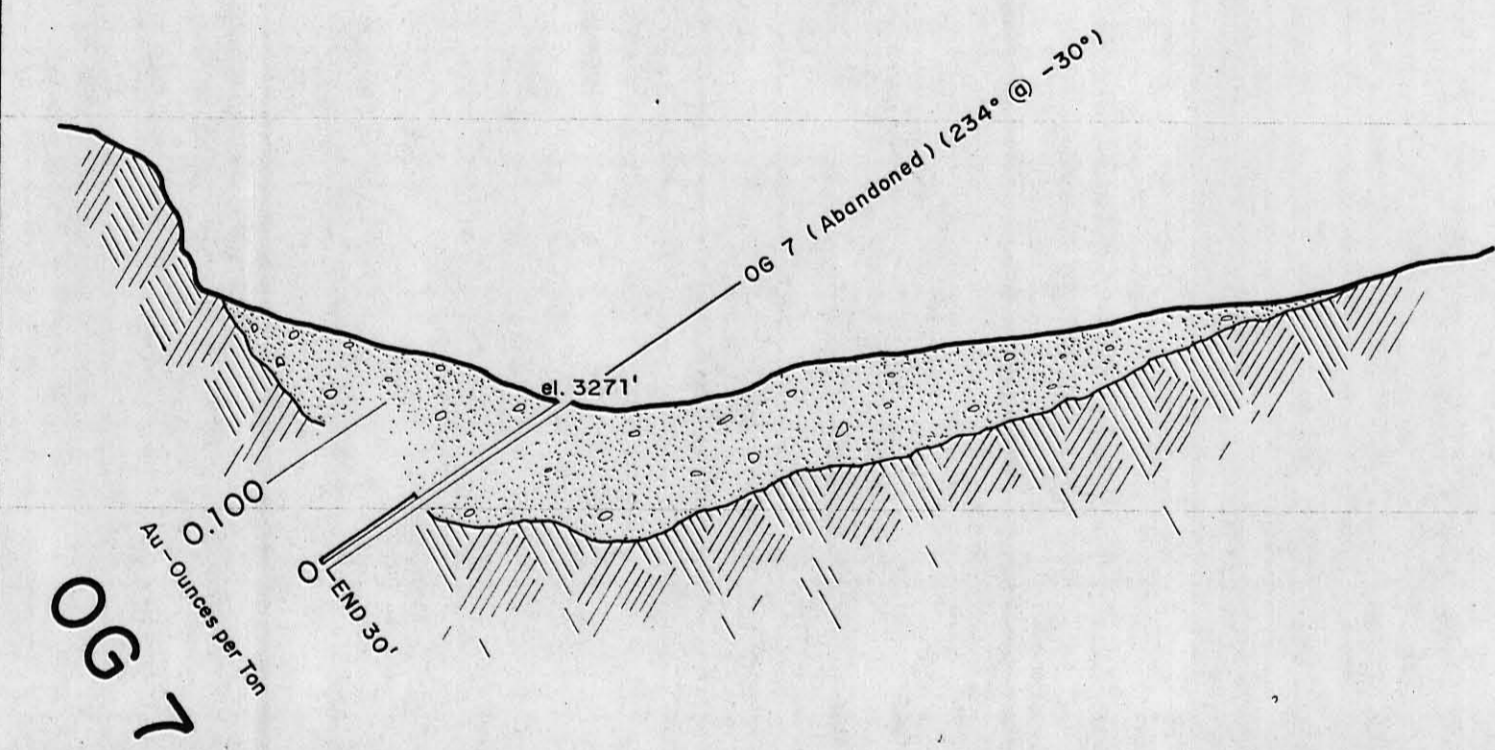 OG 7 (Abandoned) (234° @ -30°)
el. 3271'
0.100
Au-Ounces per Ton
0
END 30'
OG 7